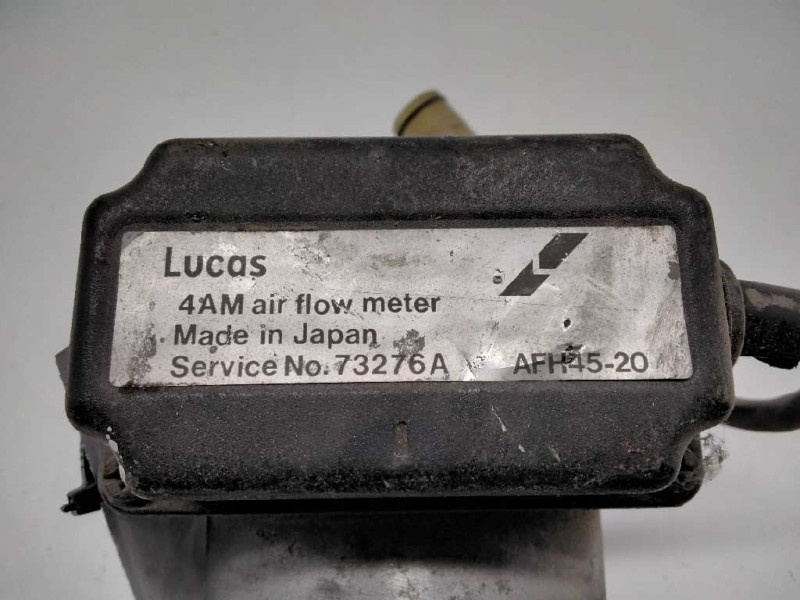 Lucas
4AM air flow meter
Made in Japan
Service No. 73276A AFH45-20